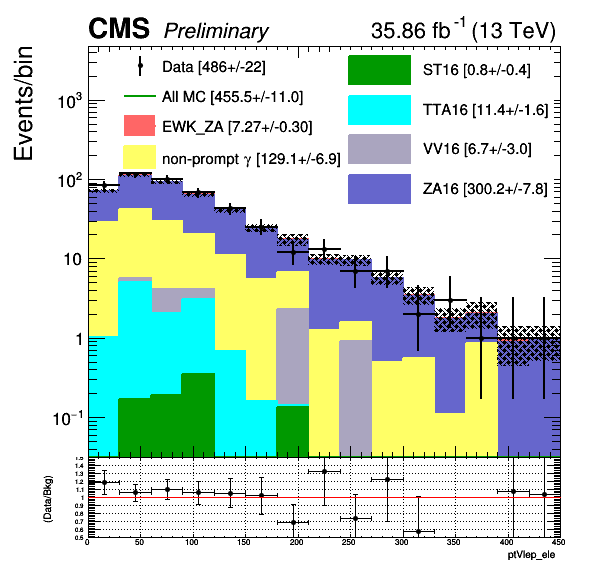 CMS Preliminary 35.86 fb⁻¹ (13 TeV)
Events/bin
Data [486+/-22]
All MC [455.5+/-11.0]
EWK_ZA [7.27+/-0.30]
non-prompt γ [129.1+/-6.9]
ST16 [0.8+/-0.4]
TTA16 [11.4+/-1.6]
VV16 [6.7+/-3.0]
ZA16 [300.2+/-7.8]
10³
10²
10
1
10⁻¹
(Data/Bkg)
1.5
1.4
1.3
1.2
1.1
1
0.9
0.8
0.7
0.6
0.5
0 50 100 150 200 250 300 350 400 450
ptVlep_ele